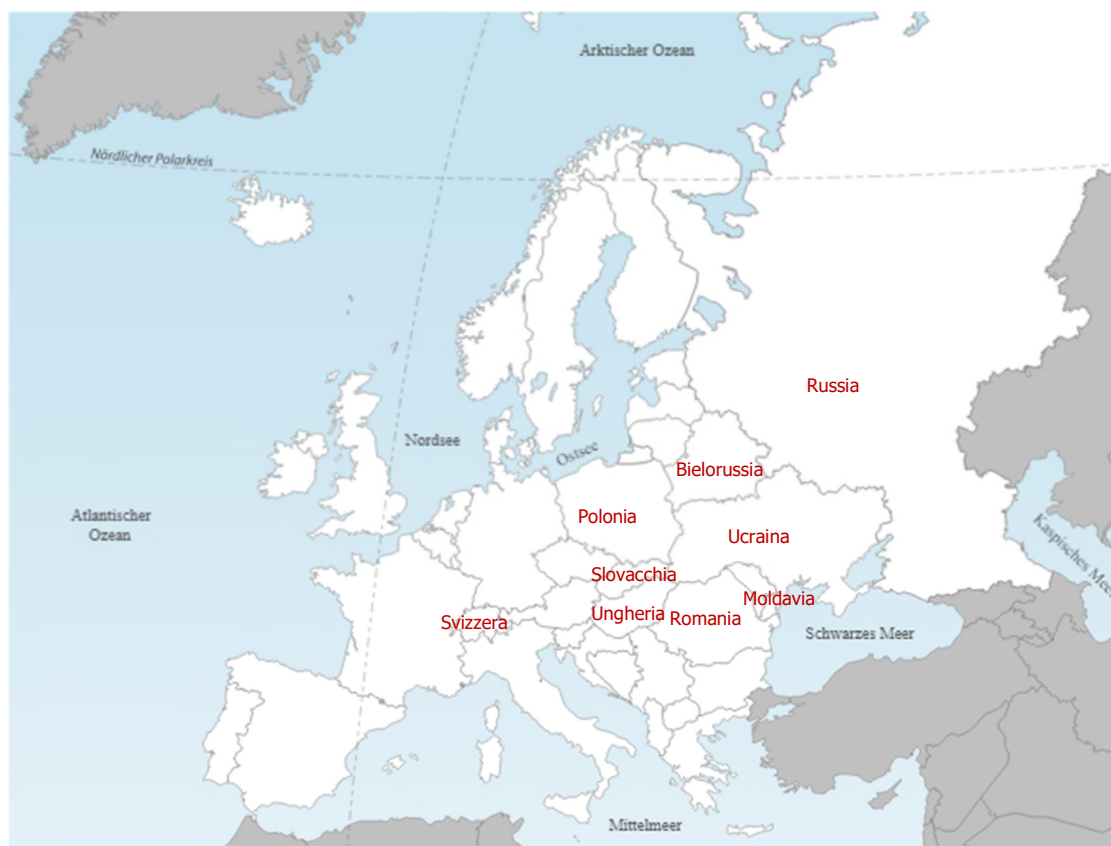 Arktischer Ozean
Nördlicher Polarkreis
Russia
Nordsee
Ostsee
Bielorussia
Atlantischer
Ozean
Polonia
Ucraina
Kaspisches Meer
Slovacchia
Moldavia
Svizzera
Ungheria
Romania
Schwarzes Meer
Mittelmeer